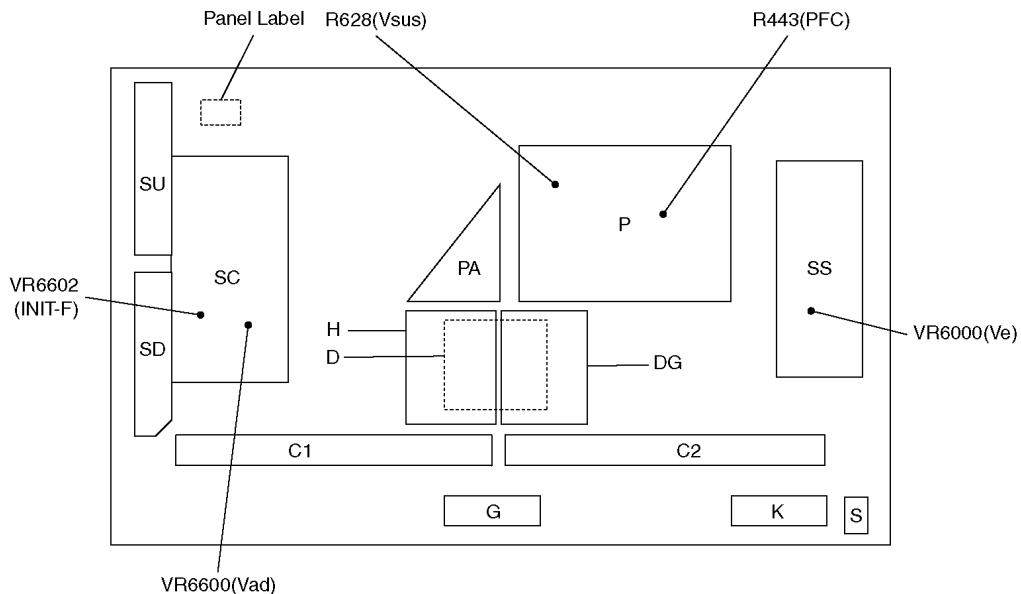 Panel Label
R628(Vsus)
R443(PFC)
SU
P
SC
PA
SS
VR6602
(INIT-F)
H
VR6000(Ve)
SD
D
DG
C1
C2
G
K
S
VR6600(Vad)